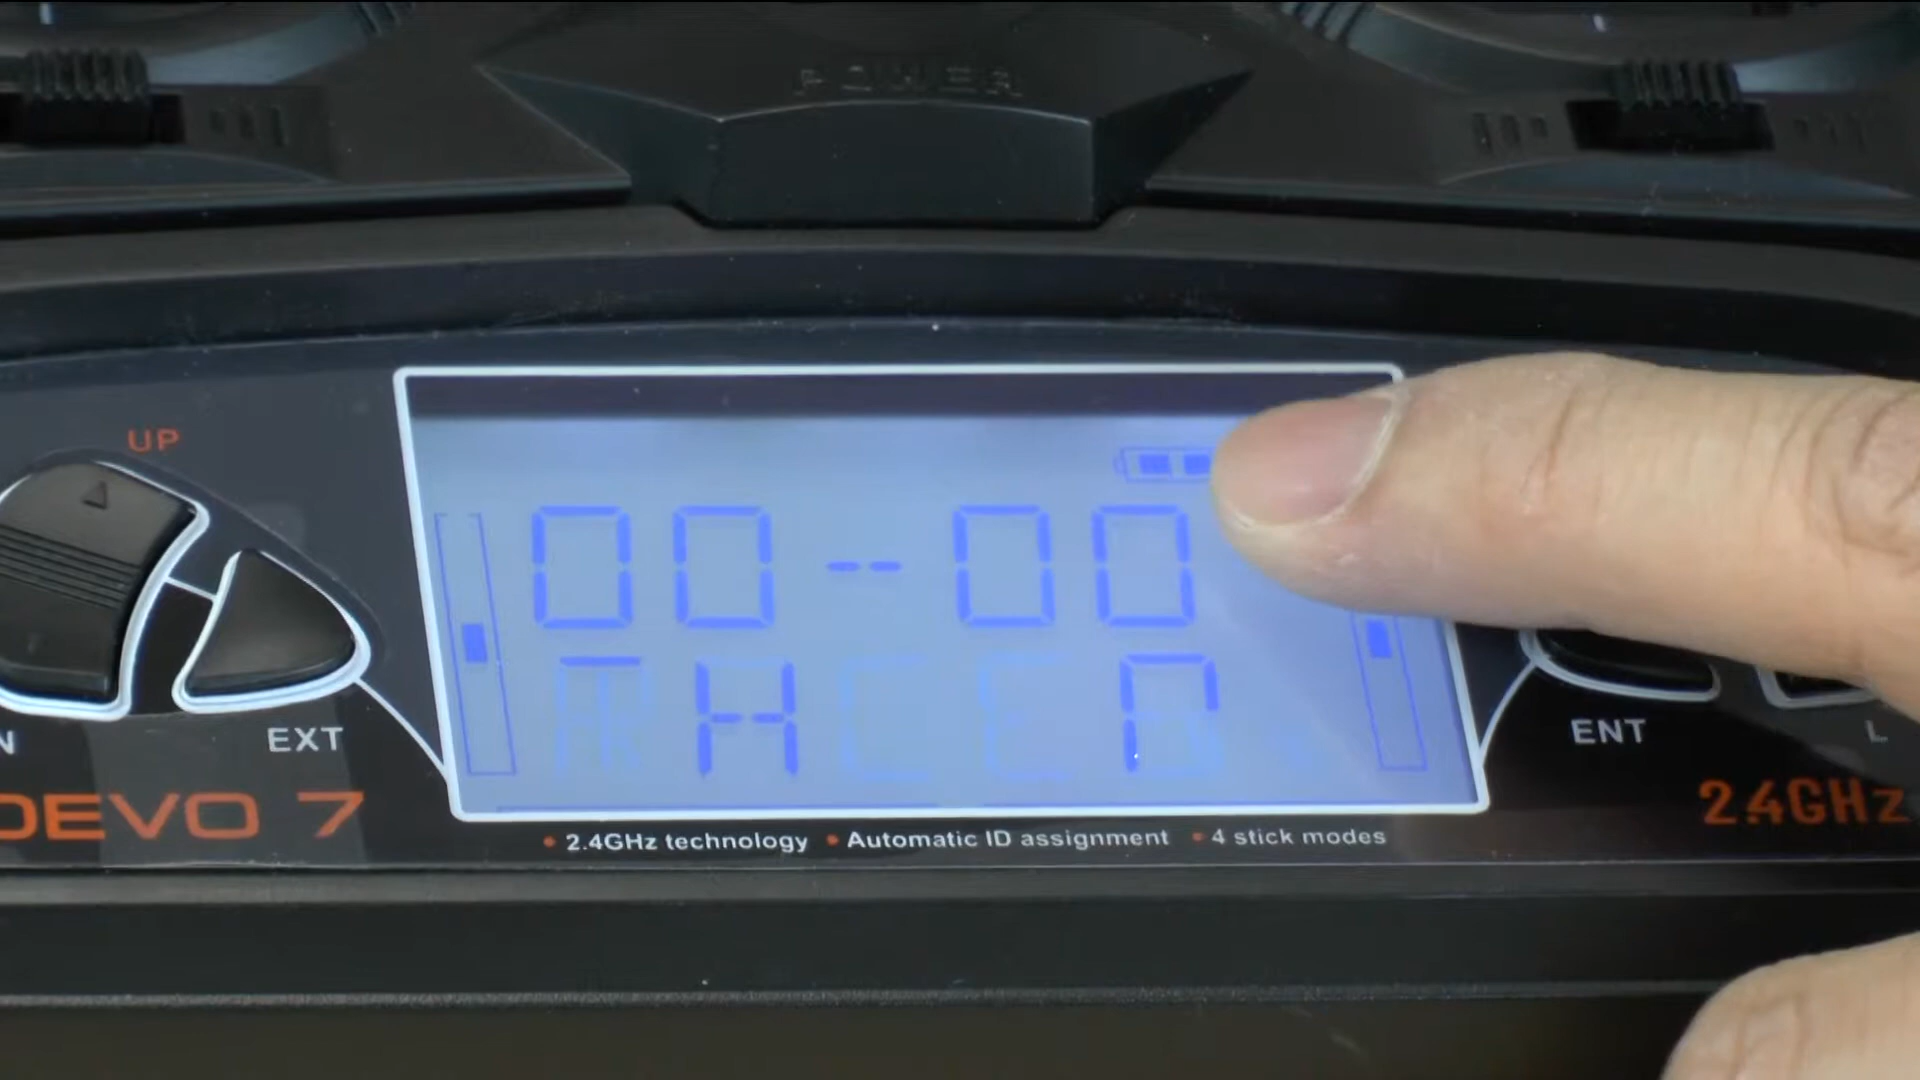 POWER
UP
00--00
EXT
ENT
L
DEVO 7
2.4GHz
• 2.4GHz technology • Automatic ID assignment • 4 stick modes